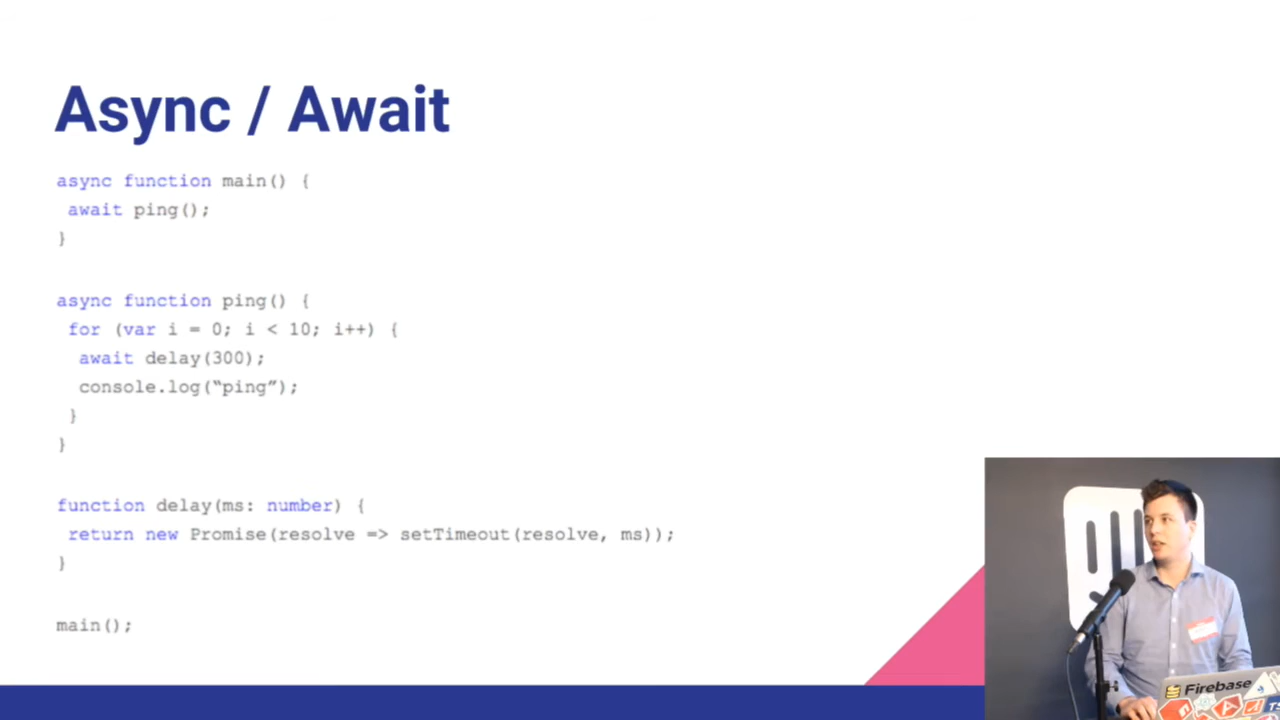 Async / Await
async function main() {
await ping();
}
async function ping() {
for (var i = 0; i < 10; i++) {
await delay(300);
console.log(“ping”);
}
}
function delay(ms: number) {
return new Promise(resolve => setTimeout(resolve, ms));
}
main();
Firebase
TS